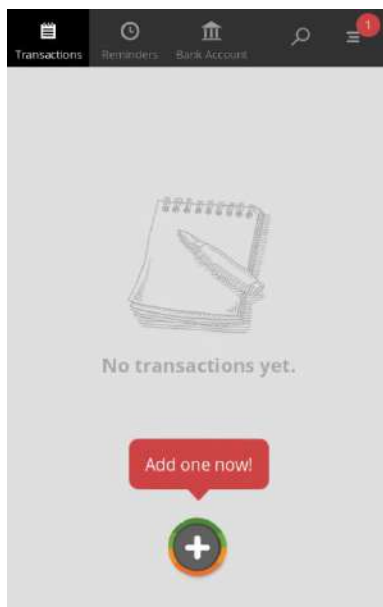 Transactions
Reminders
Bank Account
1
No transactions yet.
Add one now!